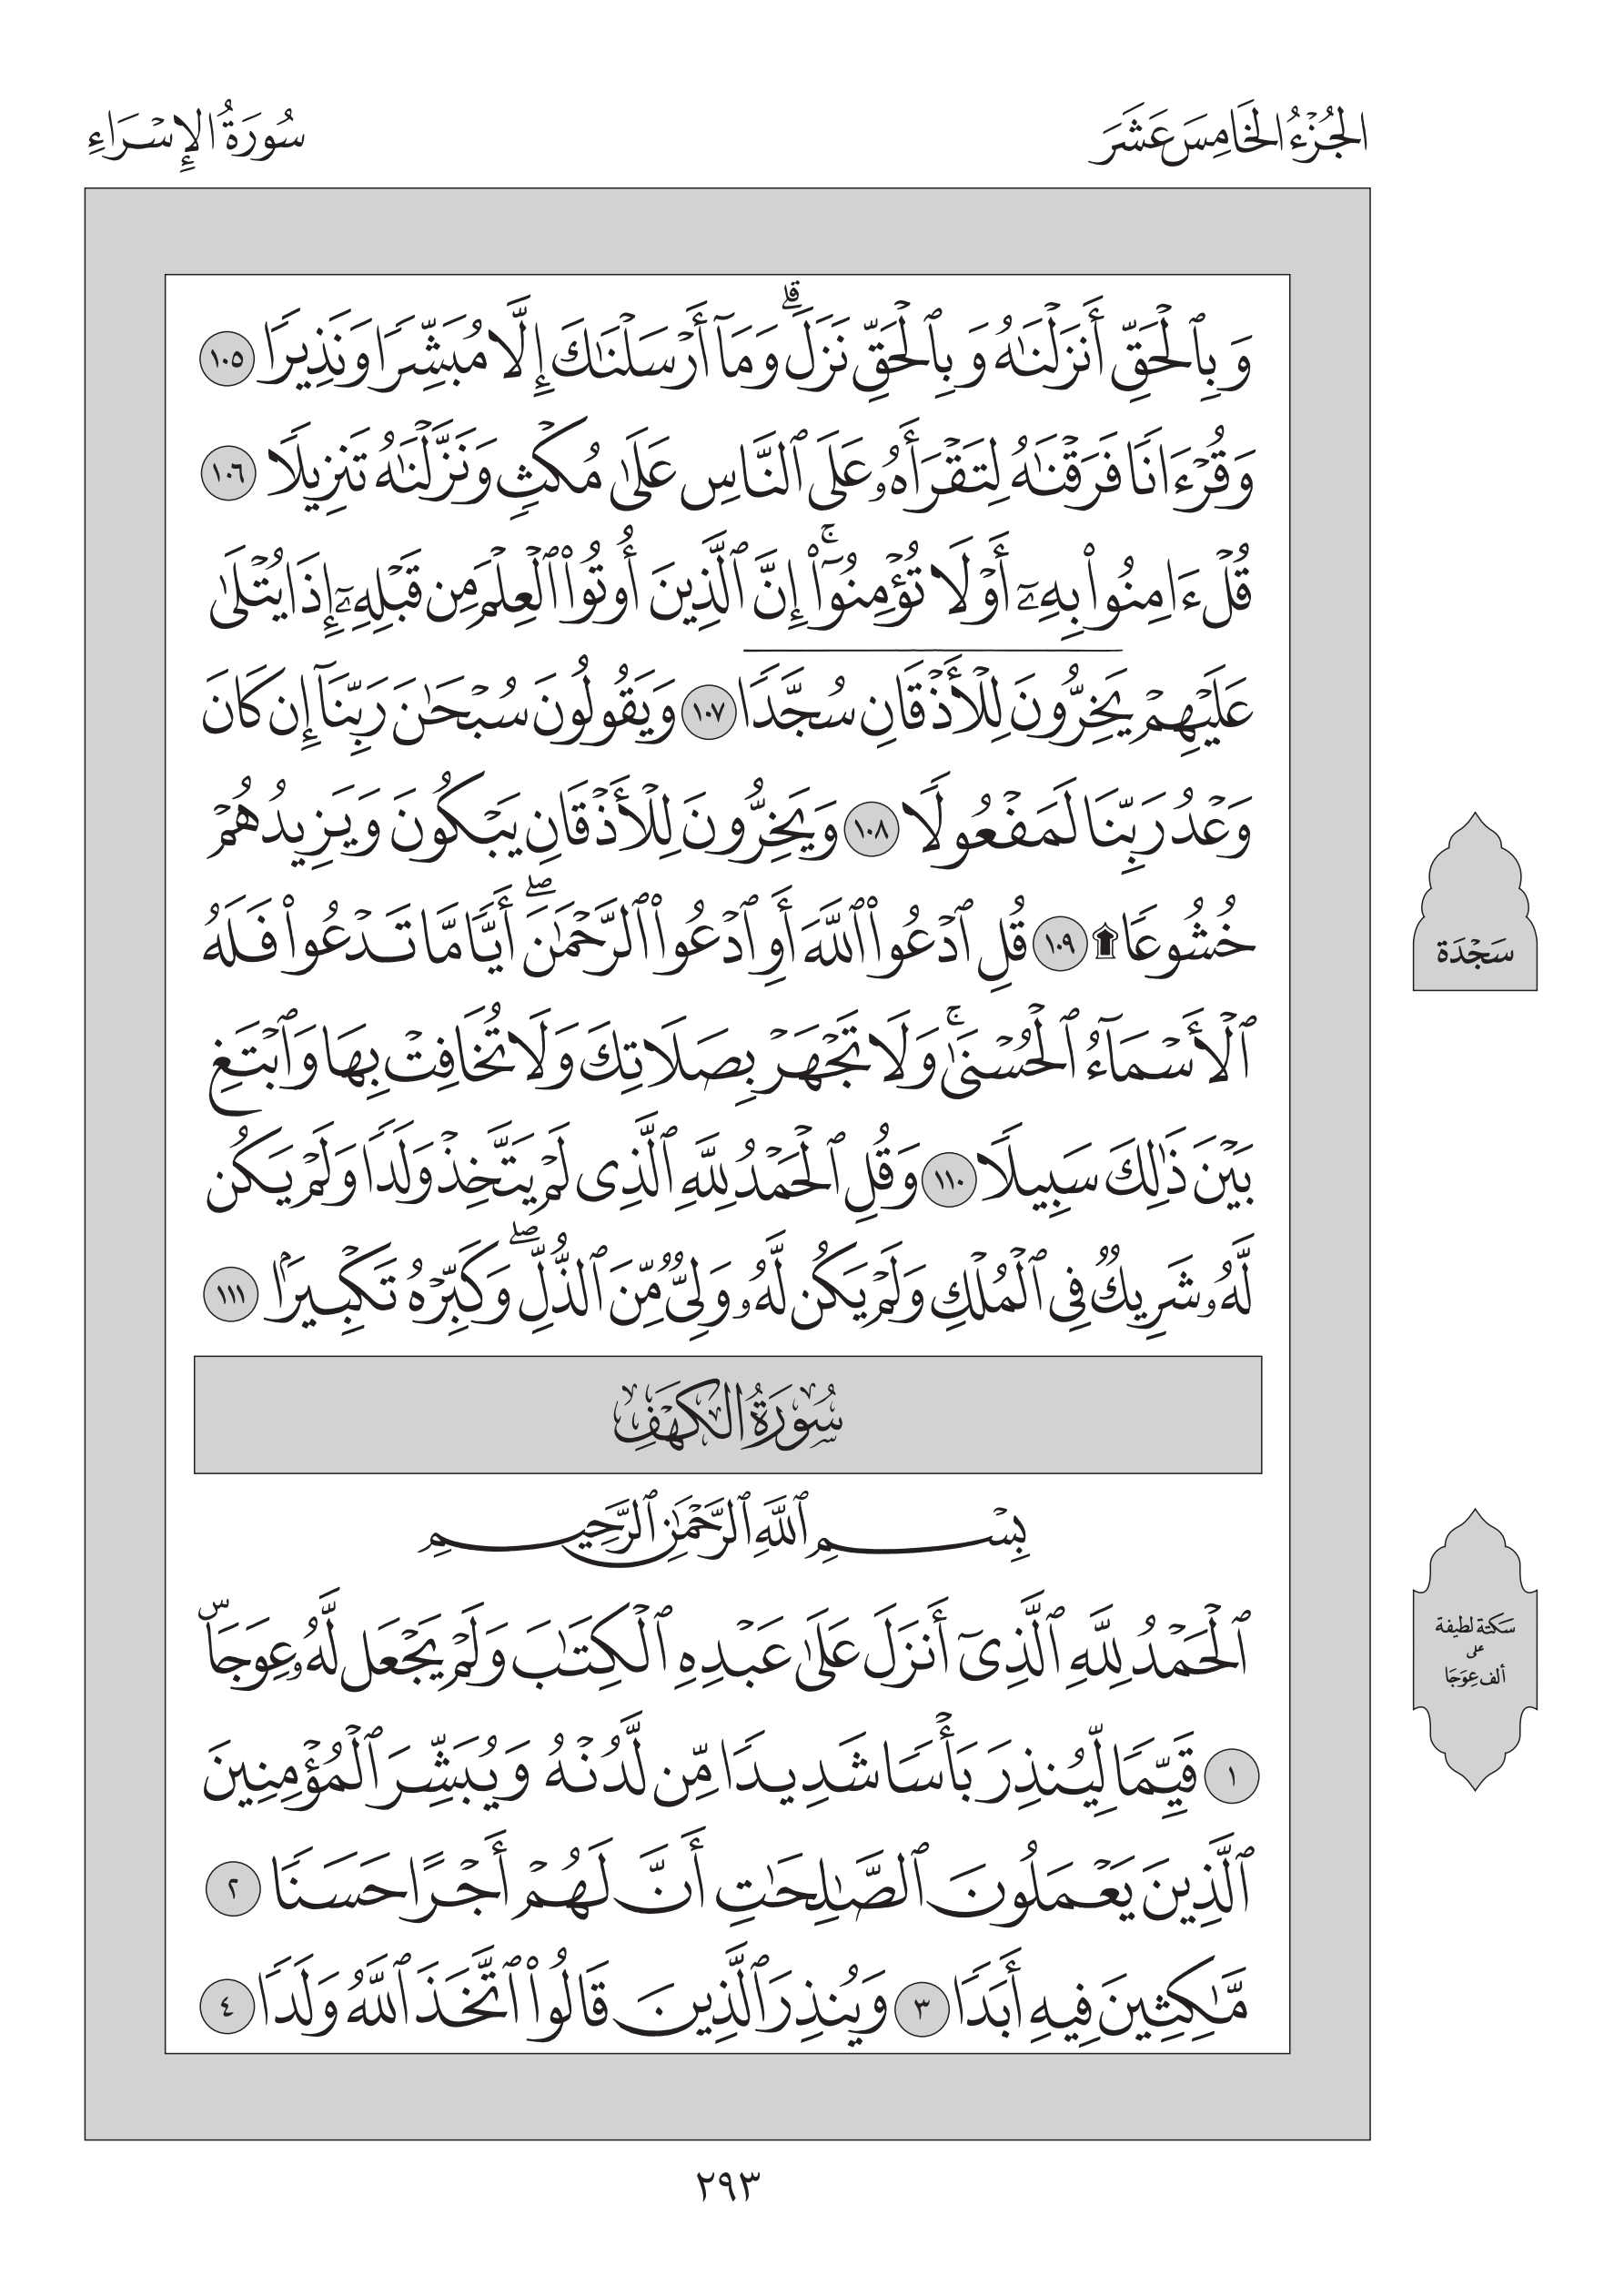 الجُزْءُ الخَامِسَ عَشَرَ
سُورَةُ الإِسْرَاءِ
وَبِٱلْحَقِّ أَنزَلْنَٰهُ وَبِٱلْحَقِّ نَزَلَ ۗ وَمَآ أَرْسَلْنَٰكَ إِلَّا مُبَشِّرًا وَنَذِيرًا ١٠٥
وَقُرْءَانًا فَرَقْنَٰهُ لِتَقْرَأَهُۥ عَلَى ٱلنَّاسِ عَلَىٰ مُكْثٍ وَنَزَّلْنَٰهُ تَنزِيلًا ١٠٦
قُلْ ءَامِنُوا۟ بِهِۦٓ أَوْ لَا تُؤْمِنُوٓا۟ ۚ إِنَّ ٱلَّذِينَ أُوتُوا۟ ٱلْعِلْمَ مِن قَبْلِهِۦٓ إِذَا يُتْلَىٰ
عَلَيْهِمْ يَخِرُّونَ لِلْأَذْقَانِ سُجَّدًا ١٠٧ وَيَقُولُونَ سُبْحَٰنَ رَبِّنَآ إِن كَانَ
وَعْدُ رَبِّنَا لَمَفْعُولًا ١٠٨ وَيَخِرُّونَ لِلْأَذْقَانِ يَبْكُونَ وَيَزِيدُهُمْ
خُشُوعًا ۩ ١٠٩ قُلِ ٱدْعُوا۟ ٱللَّهَ أَوِ ٱدْعُوا۟ ٱلرَّحْمَٰنَ ۖ أَيًّا مَّا تَدْعُوا۟ فَلَهُ
ٱلْأَسْمَآءُ ٱلْحُسْنَىٰ ۚ وَلَا تَجْهَرْ بِصَلَاتِكَ وَلَا تُخَافِتْ بِهَا وَٱبْتَغِ
بَيْنَ ذَٰلِكَ سَبِيلًا ١١٠ وَقُلِ ٱلْحَمْدُ لِلَّهِ ٱلَّذِى لَمْ يَتَّخِذْ وَلَدًا وَلَمْ يَكُن
لَّهُۥ شَرِيكٌ فِى ٱلْمُلْكِ وَلَمْ يَكُن لَّهُۥ وَلِىٌّ مِّنَ ٱلذُّلِّ ۖ وَكَبِّرْهُ تَكْبِيرًۢا ١١١
سُورَةُ الكَهْفِ
بِسْمِ ٱللَّهِ ٱلرَّحْمَٰنِ ٱلرَّحِيمِ
ٱلْحَمْدُ لِلَّهِ ٱلَّذِىٓ أَنزَلَ عَلَىٰ عَبْدِهِ ٱلْكِتَٰبَ وَلَمْ يَجْعَل لَّهُۥ عِوَجَاۜ
١ قَيِّمًا لِّيُنذِرَ بَأْسًا شَدِيدًا مِّن لَّدُنْهُ وَيُبَشِّرَ ٱلْمُؤْمِنِينَ
ٱلَّذِينَ يَعْمَلُونَ ٱلصَّٰلِحَٰتِ أَنَّ لَهُمْ أَجْرًا حَسَنًا ٢
مَّٰكِثِينَ فِيهِ أَبَدًا ٣ وَيُنذِرَ ٱلَّذِينَ قَالُوا۟ ٱتَّخَذَ ٱللَّهُ وَلَدًا ٤
سَجْدَة
سَكتة لطيفة
على
ألف عِوَجَا
٢٩٣